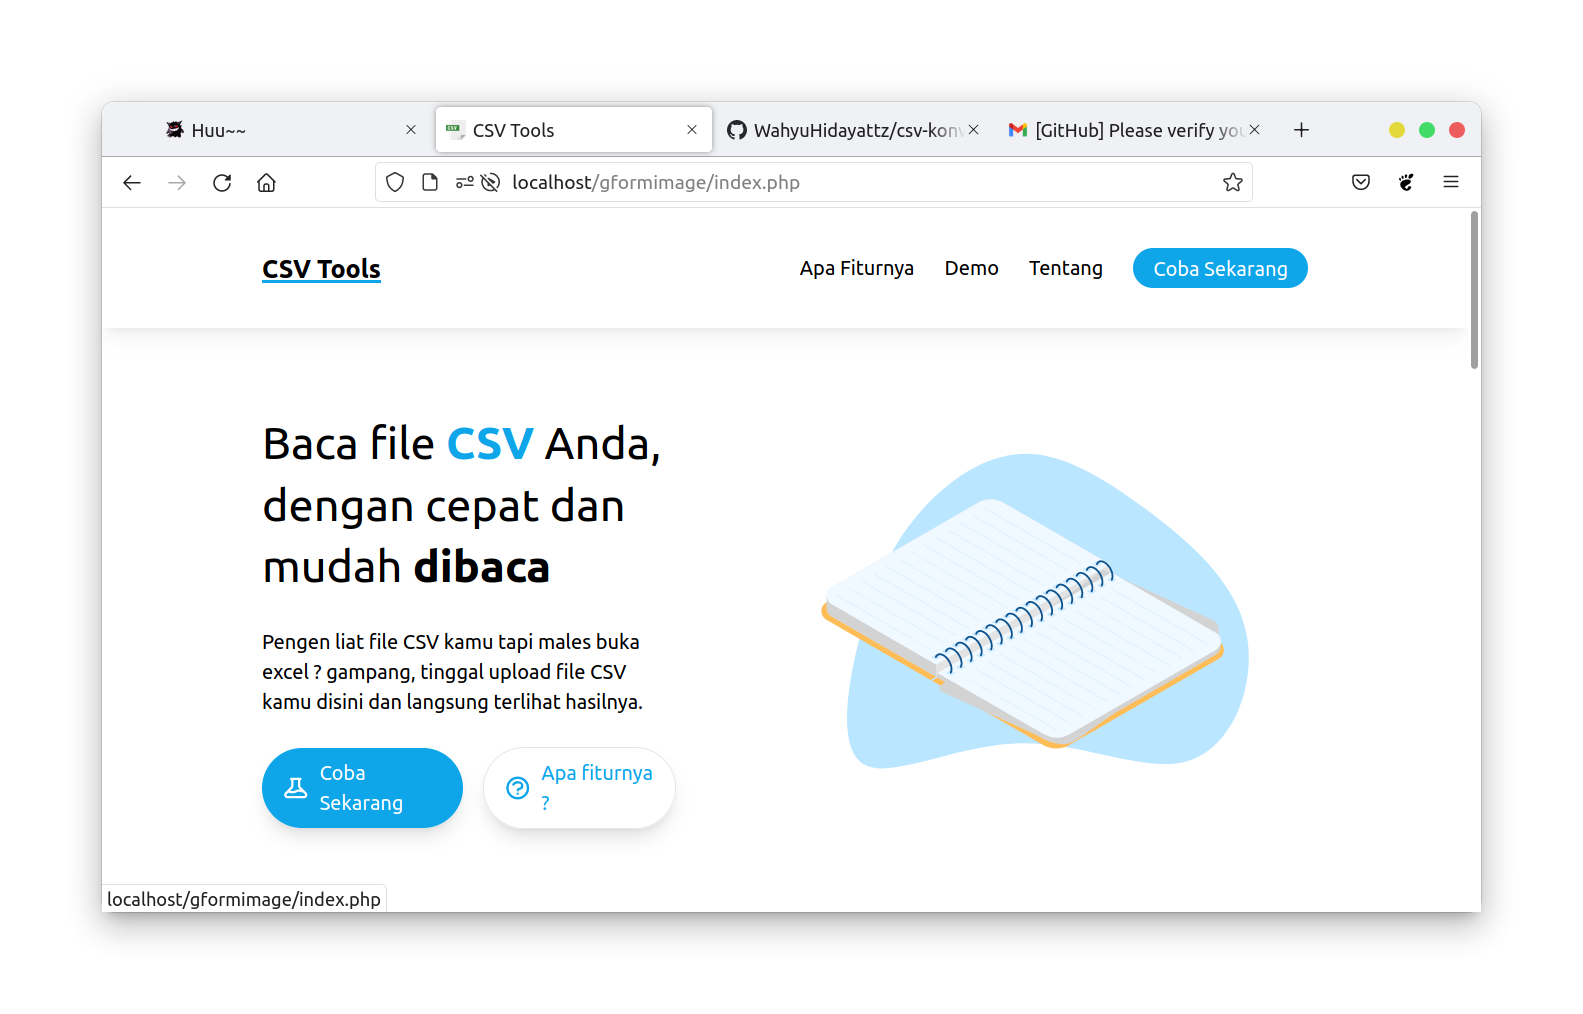 Huu~~
CSV Tools
WahyuHidayattz/csv-konv
[GitHub] Please verify you
localhost/gformimage/index.php
CSV Tools
Apa Fiturnya
Demo
Tentang
Coba Sekarang
Baca file CSV Anda,
dengan cepat dan
mudah dibaca
Pengen liat file CSV kamu tapi males buka
excel ? gampang, tinggal upload file CSV
kamu disini dan langsung terlihat hasilnya.
Coba
Sekarang
Apa fiturnya
?
localhost/gformimage/index.php